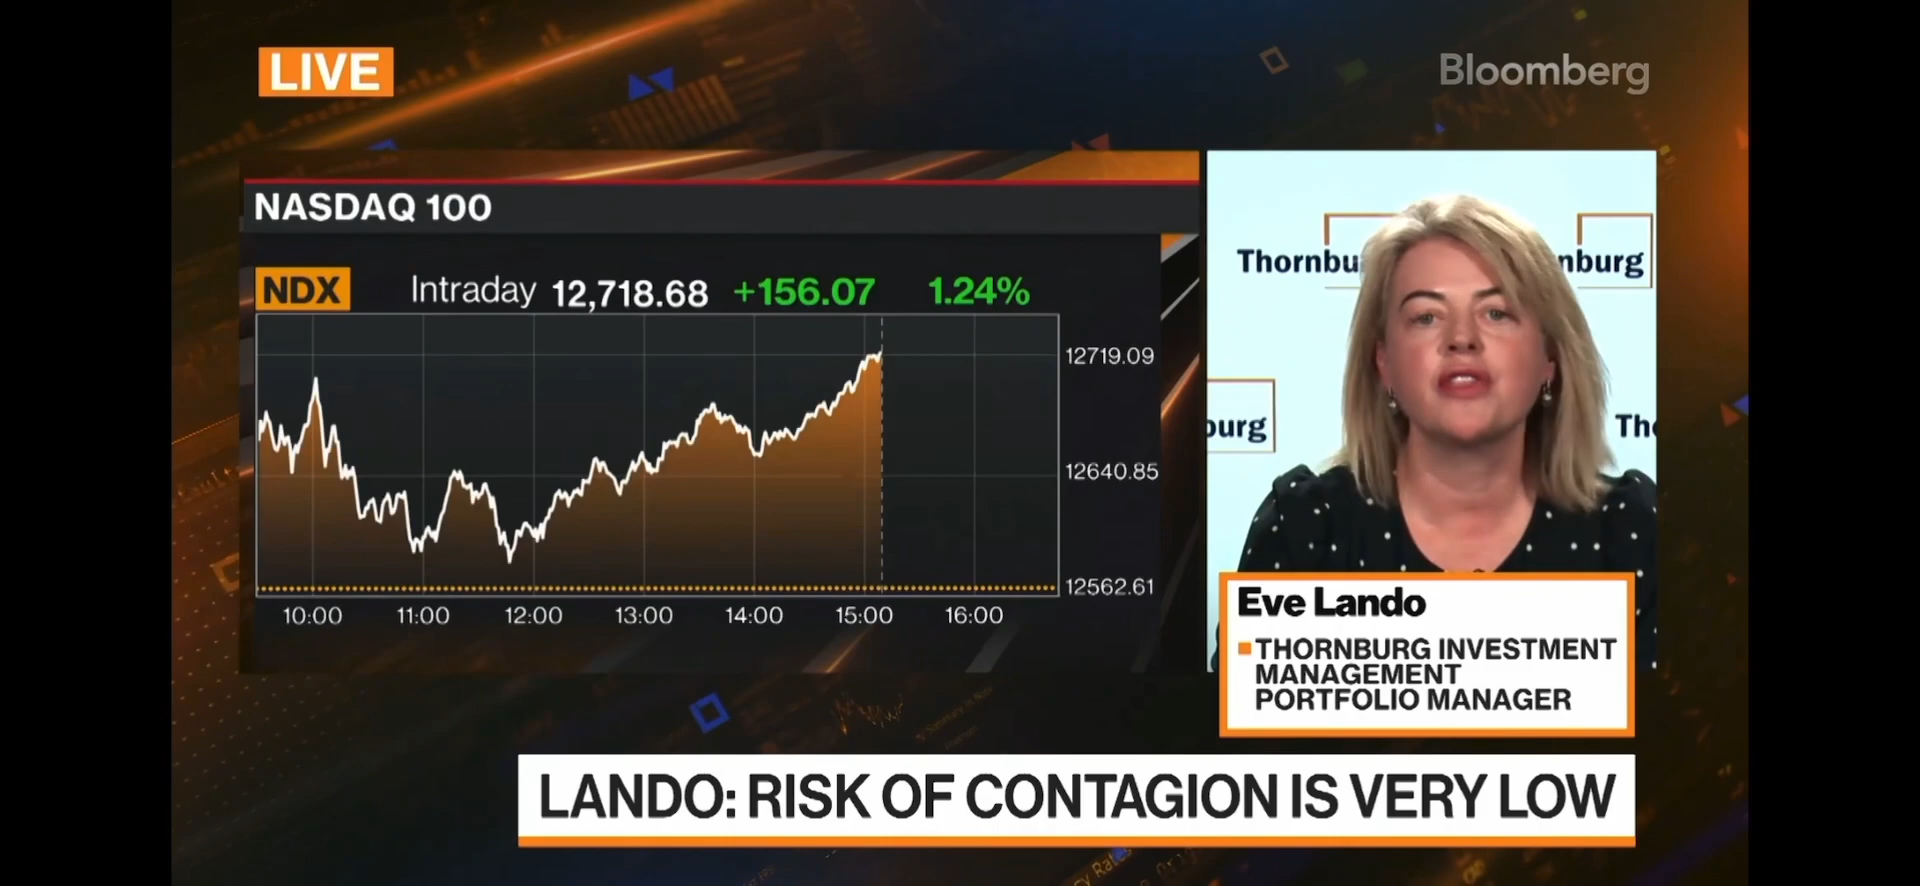 LIVE
Bloomberg
NASDAQ 100
NDX Intraday 12,718.68 +156.07 1.24%
12719.09
12640.85
12562.61
10:00 11:00 12:00 13:00 14:00 15:00 16:00
Thornbu
nburg
burg
Tho
Eve Lando
THORNBURG INVESTMENT
MANAGEMENT
PORTFOLIO MANAGER
LANDO: RISK OF CONTAGION IS VERY LOW